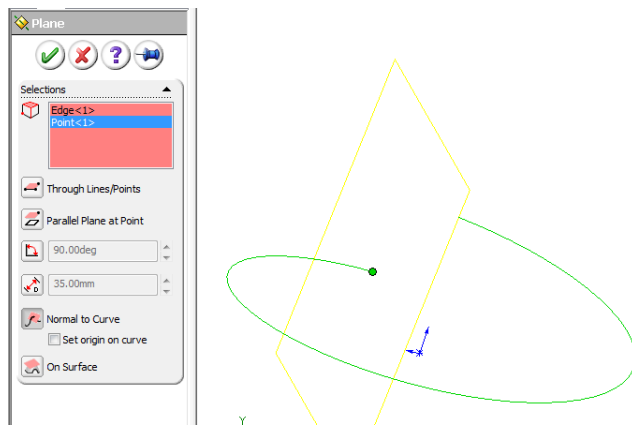 Plane
?
Selections
Edge<1>
Point<1>
Through Lines/Points
Parallel Plane at Point
90.00deg
D
35.00mm
Normal to Curve
Set origin on curve
On Surface
Y